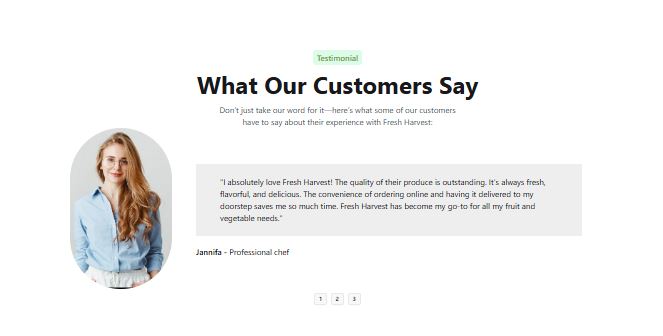 Testimonial
What Our Customers Say
Don't just take our word for it—here's what some of our customers
have to say about their experience with Fresh Harvest:
"I absolutely love Fresh Harvest! The quality of their produce is outstanding. It's always fresh,
flavorful, and delicious. The convenience of ordering online and having it delivered to my
doorstep saves me so much time. Fresh Harvest has become my go-to for all my fruit and
vegetable needs."
Jannifa - Professional chef
1 2 3